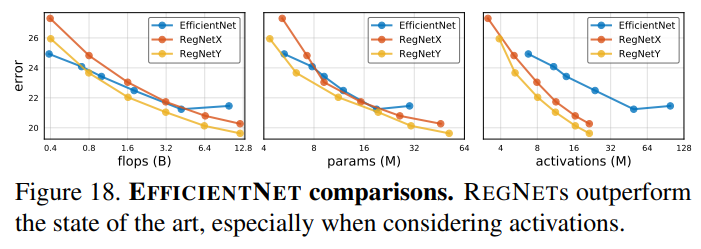 error
26
24
22
20
EfficientNet
RegNetX
RegNetY
0.4 0.8 1.6 3.2 6.4 12.8
flops (B)
EfficientNet
RegNetX
RegNetY
4 8 16 32 64
params (M)
EfficientNet
RegNetX
RegNetY
4 8 16 32 64 128
activations (M)
Figure 18. EFFICIENTNET comparisons. REGNETS outperform
the state of the art, especially when considering activations.